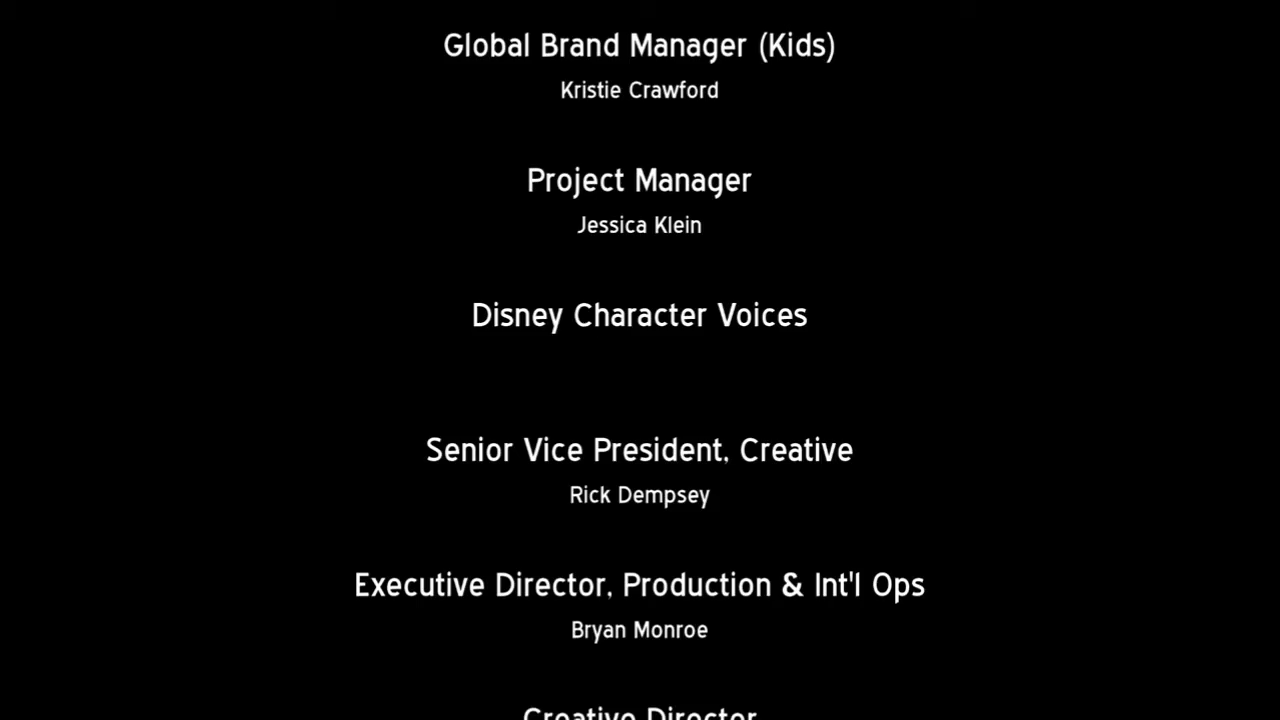 Global Brand Manager (Kids)
Kristie Crawford
Project Manager
Jessica Klein
Disney Character Voices
Senior Vice President, Creative
Rick Dempsey
Executive Director, Production & Int'l Ops
Bryan Monroe
Creative Director